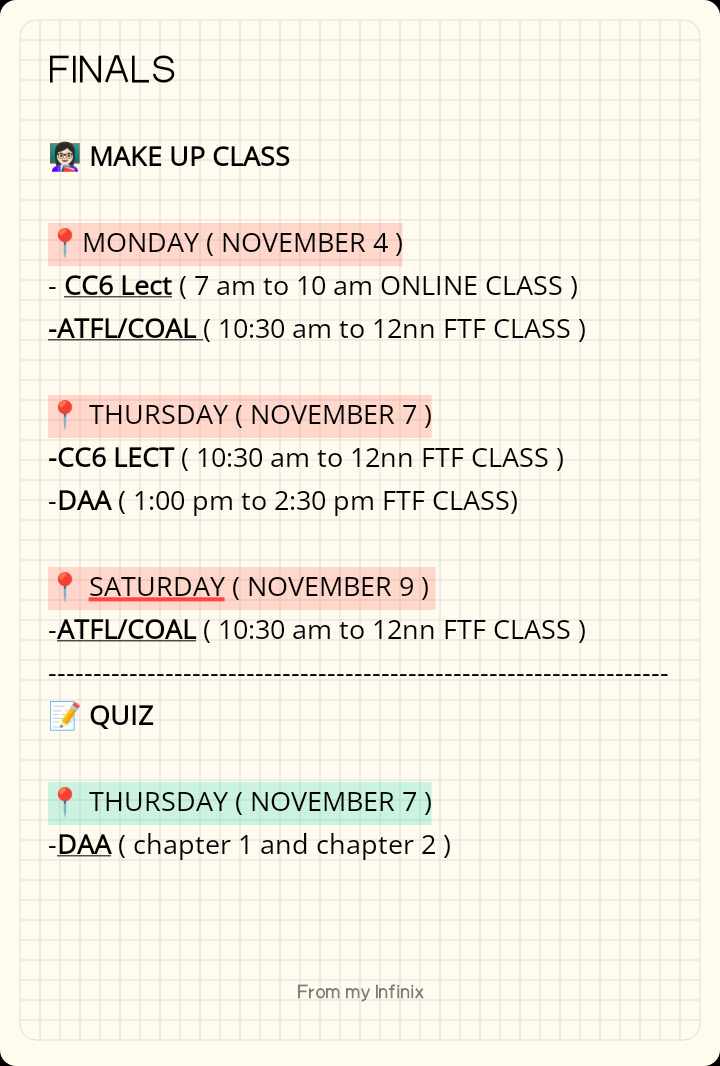 FINALS
👩🏻‍🏫 MAKE UP CLASS
📍MONDAY ( NOVEMBER 4 )
- CC6 Lect ( 7 am to 10 am ONLINE CLASS )
-ATFL/COAL ( 10:30 am to 12nn FTF CLASS )
📍 THURSDAY ( NOVEMBER 7 )
-CC6 LECT ( 10:30 am to 12nn FTF CLASS )
-DAA ( 1:00 pm to 2:30 pm FTF CLASS)
📍 SATURDAY ( NOVEMBER 9 )
-ATFL/COAL ( 10:30 am to 12nn FTF CLASS )
--------------------------------------------------------------------
📝 QUIZ
📍 THURSDAY ( NOVEMBER 7 )
-DAA ( chapter 1 and chapter 2 )
From my Infinix